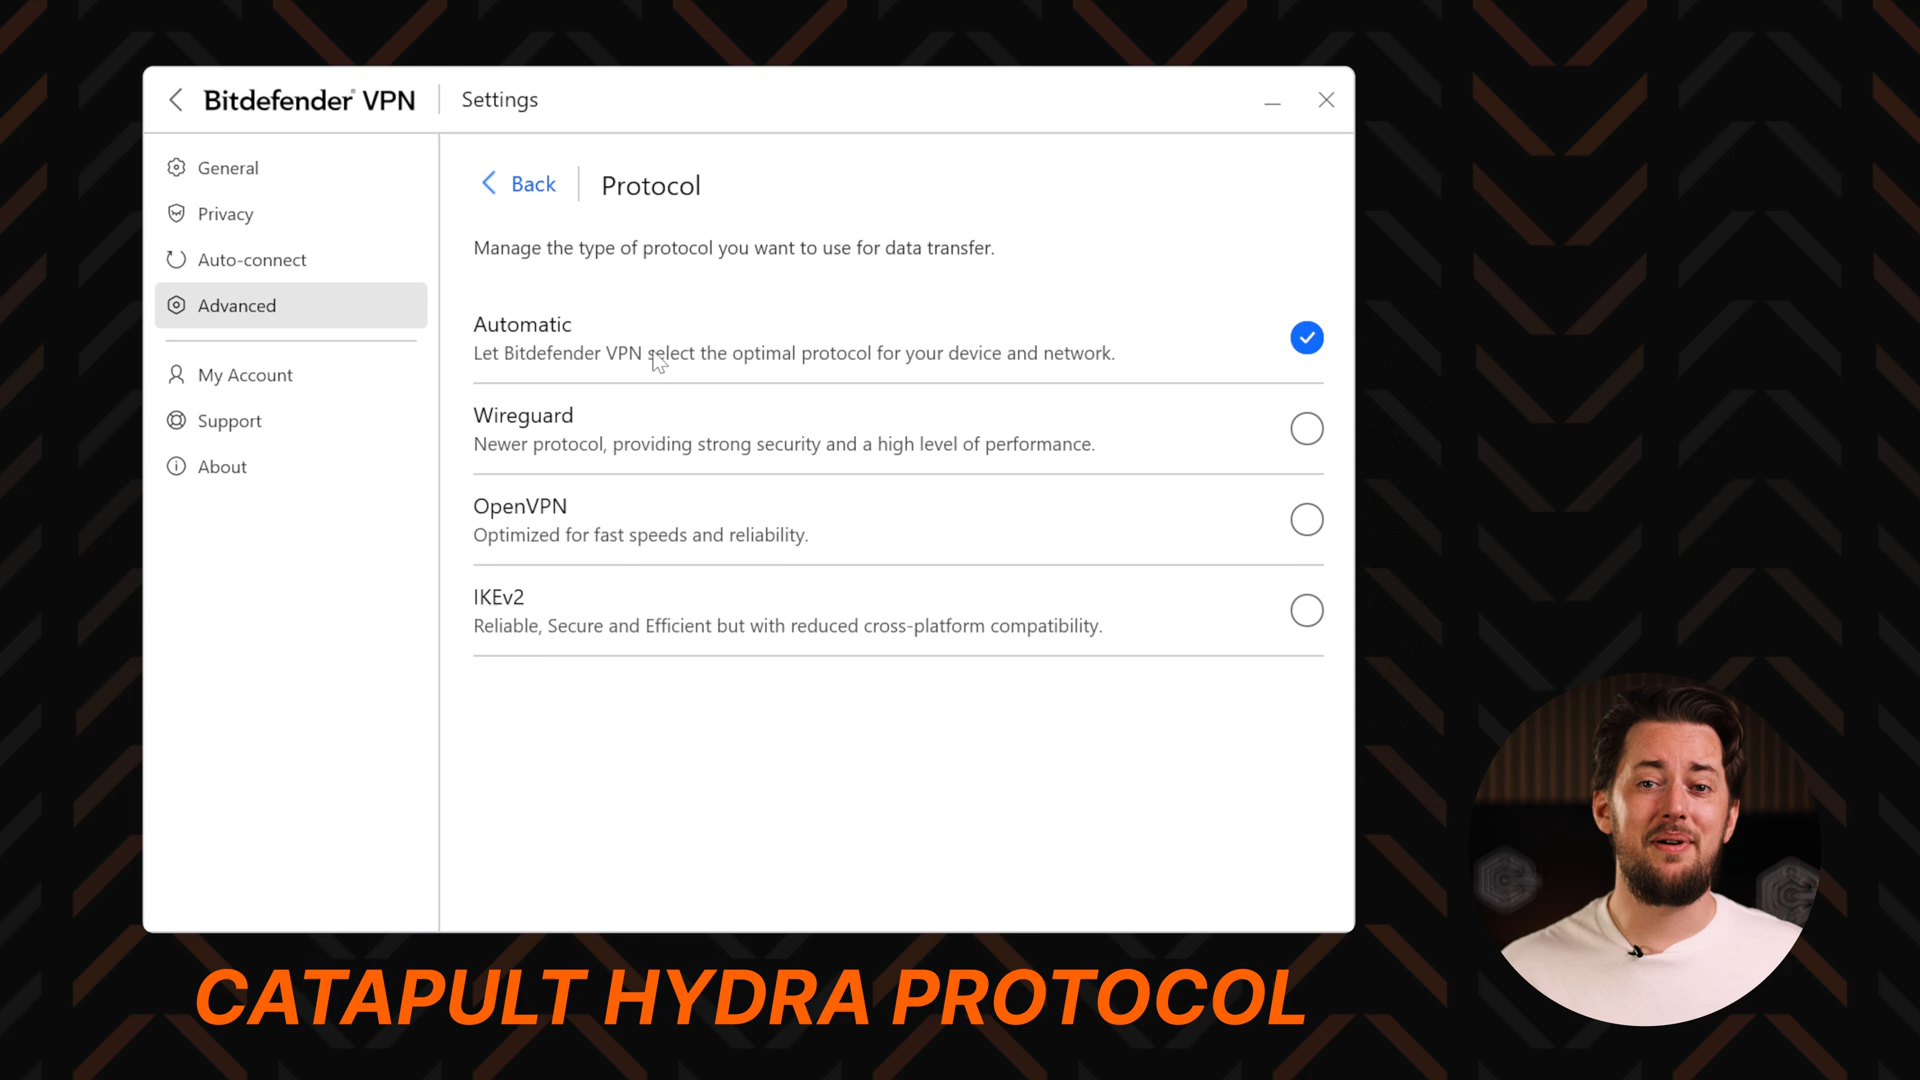 Bitdefender® VPN
Settings
General
Privacy
Auto-connect
Advanced
My Account
Support
About
Back
Protocol
Manage the type of protocol you want to use for data transfer.
Automatic
Let Bitdefender VPN select the optimal protocol for your device and network.
Wireguard
Newer protocol, providing strong security and a high level of performance.
OpenVPN
Optimized for fast speeds and reliability.
IKEv2
Reliable, Secure and Efficient but with reduced cross-platform compatibility.
CATAPULT HYDRA PROTOCOL